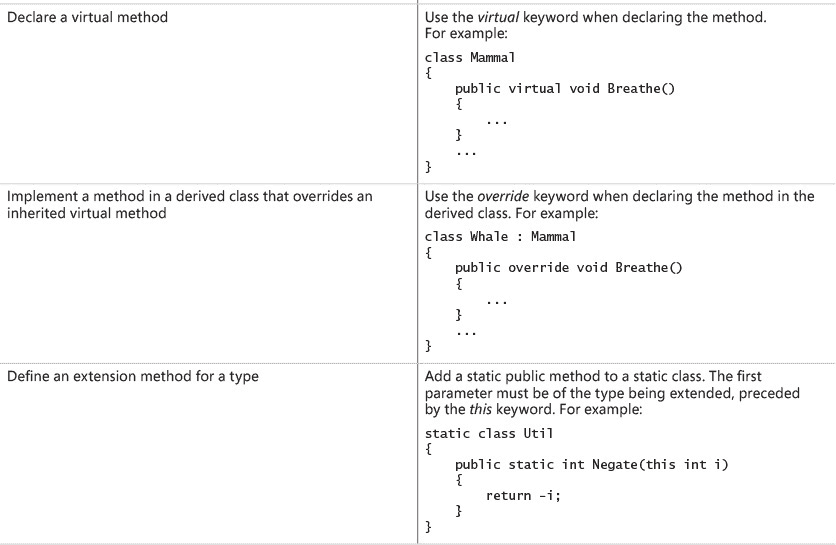 Declare a virtual method
Use the virtual keyword when declaring the method.
For example:
class Mammal
{
    public virtual void Breathe()
    {
        ...
    }
    ...
}
Implement a method in a derived class that overrides an
inherited virtual method
Use the override keyword when declaring the method in the
derived class. For example:
class Whale : Mammal
{
    public override void Breathe()
    {
        ...
    }
    ...
}
Define an extension method for a type
Add a static public method to a static class. The first
parameter must be of the type being extended, preceded
by the this keyword. For example:
static class Util
{
    public static int Negate(this int i)
    {
        return –i;
    }
}